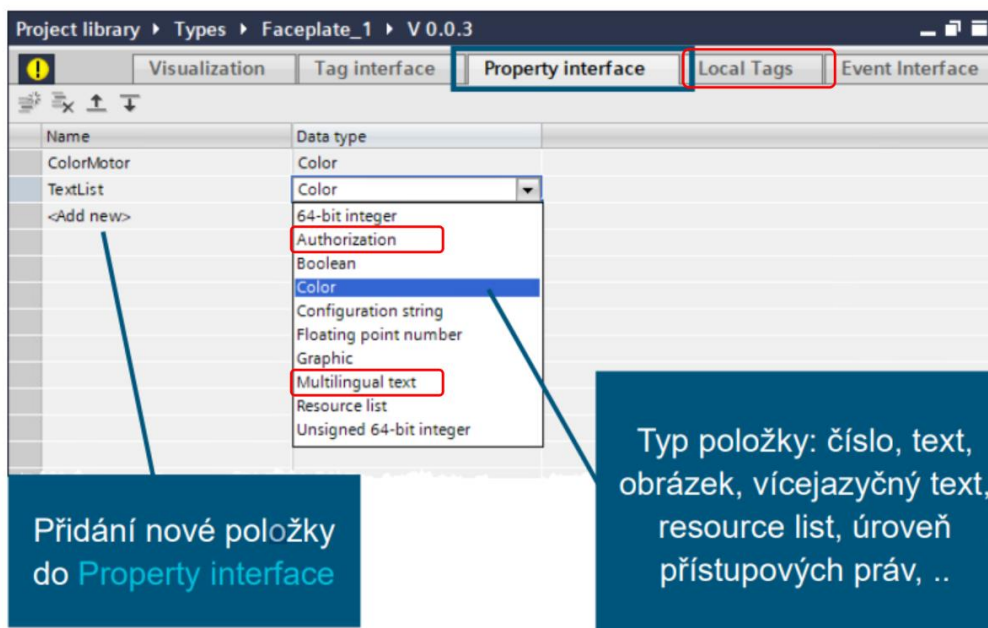 Project library ▸ Types ▸ Faceplate_1 ▸ V 0.0.3
Visualization Tag interface Property interface Local Tags Event Interface
Name Data type
ColorMotor Color
TextList Color
<Add new>
64-bit integer
Authorization
Boolean
Color
Configuration string
Floating point number
Graphic
Multilingual text
Resource list
Unsigned 64-bit integer
Přidání nové položky
do Property interface
Typ položky: číslo, text,
obrázek, vícejazyčný text,
resource list, úroveň
přístupových práv, ..